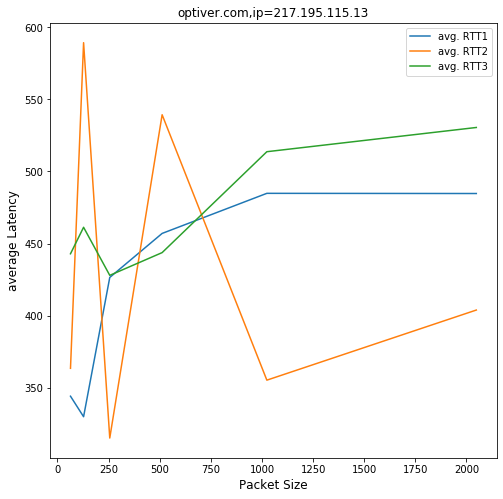 optiver.com,ip=217.195.115.13
avg. RTT1
avg. RTT2
avg. RTT3
average Latency
600
550
500
450
400
350
0
250
500
750
1000
1250
1500
1750
2000
Packet Size